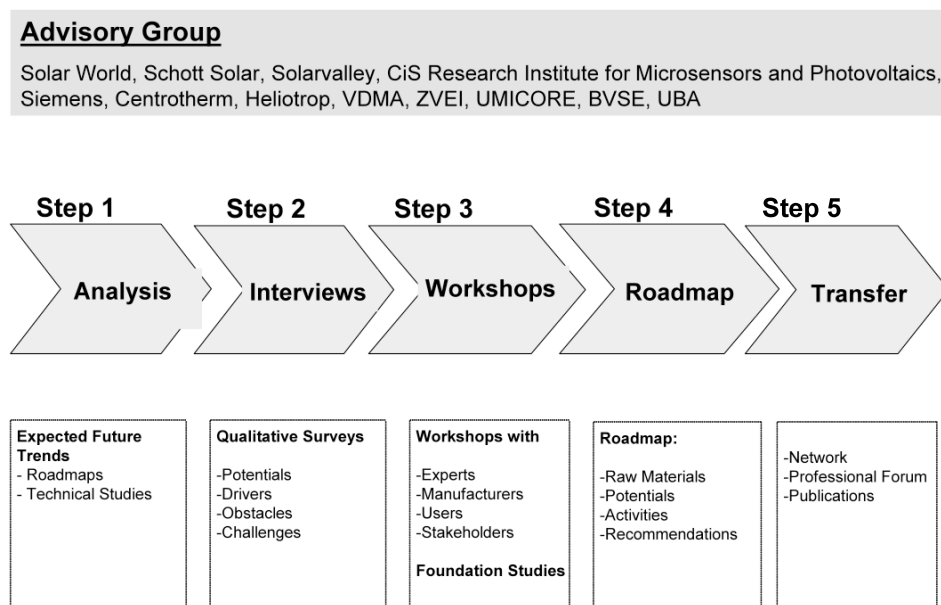 Advisory Group
Solar World, Schott Solar, Solarvalley, CiS Research Institute for Microsensors and Photovoltaics,
Siemens, Centrotherm, Heliotrop, VDMA, ZVEI, UMICORE, BVSE, UBA
Step 1
Step 2
Step 3
Step 4
Step 5
Analysis
Interviews
Workshops
Roadmap
Transfer
Expected Future
Trends
- Roadmaps
- Technical Studies
Qualitative Surveys
-Potentials
-Drivers
-Obstacles
-Challenges
Workshops with
-Experts
-Manufacturers
-Users
-Stakeholders
Foundation Studies
Roadmap:
-Raw Materials
-Potentials
-Activities
-Recommendations
-Network
-Professional Forum
-Publications